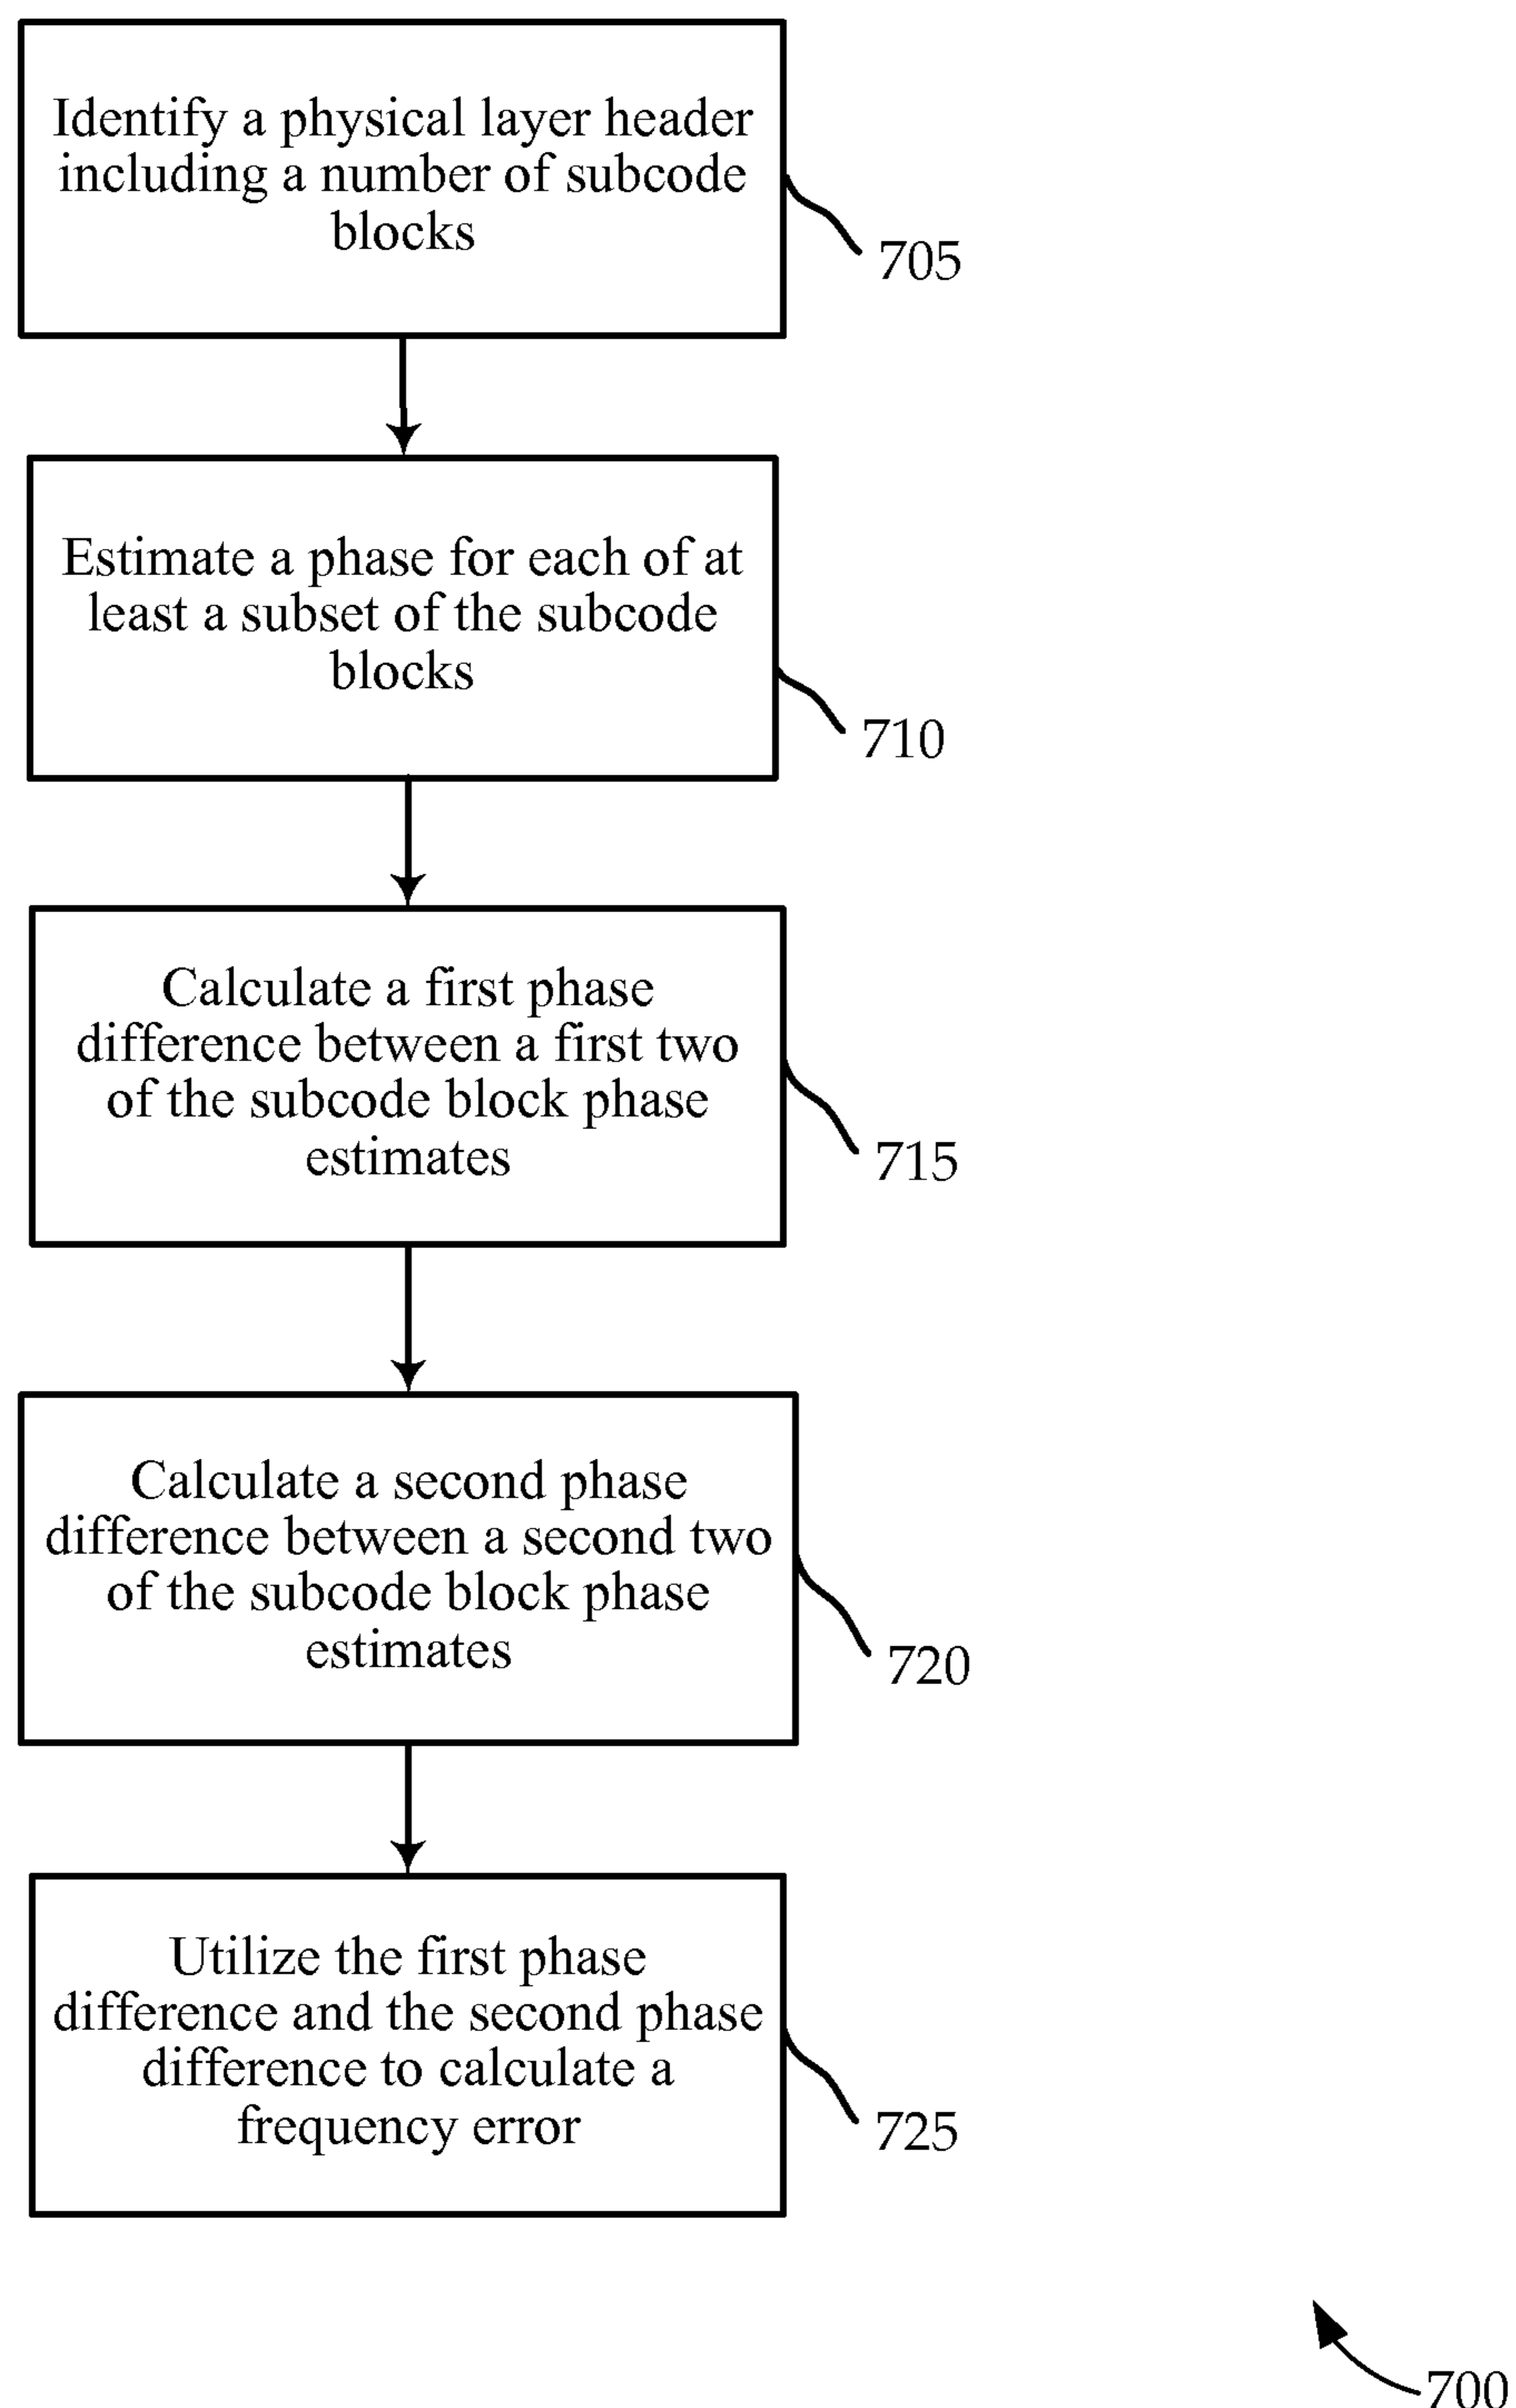 Identify a physical layer header
including a number of subcode
blocks
705
Estimate a phase for each of at
least a subset of the subcode
blocks
710
Calculate a first phase
difference between a first two
of the subcode block phase
estimates
715
Calculate a second phase
difference between a second two
of the subcode block phase
estimates
720
Utilize the first phase
difference and the second phase
difference to calculate a
frequency error
725
700